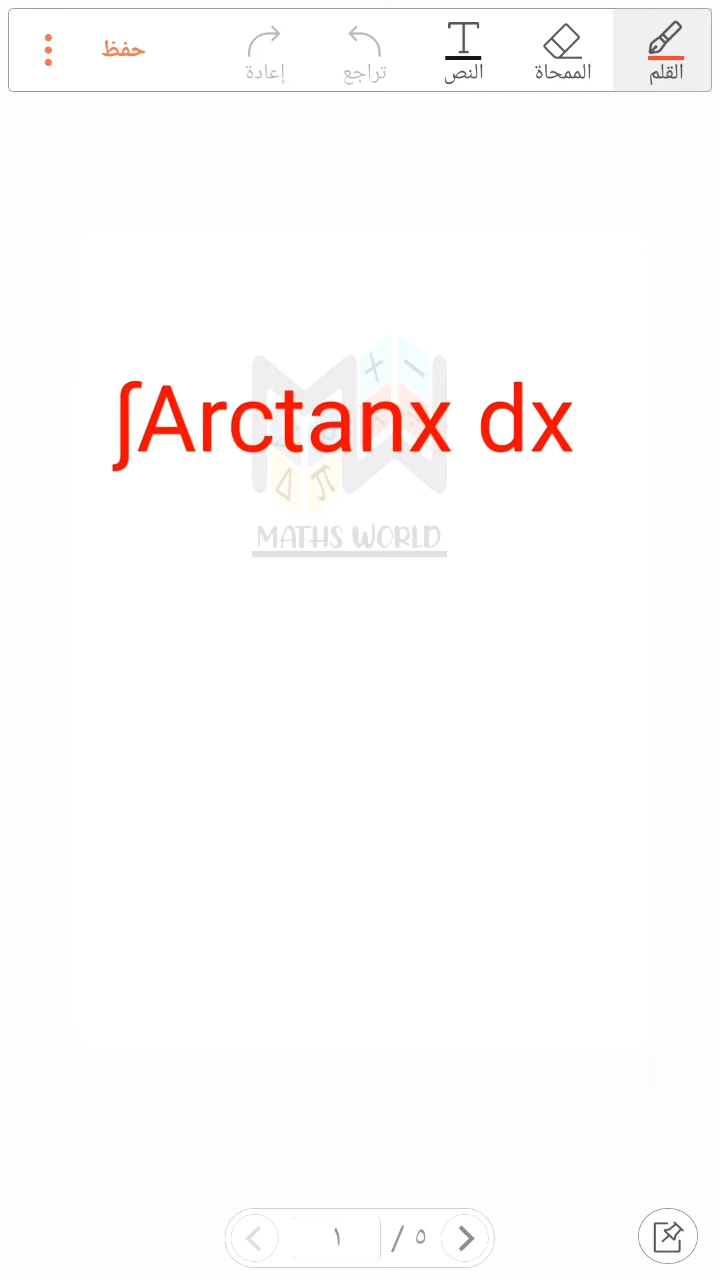 القلم الممحاة النص تراجع إعادة حفظ
∫Arctanx dx
MATHS WORLD
١ / ٥